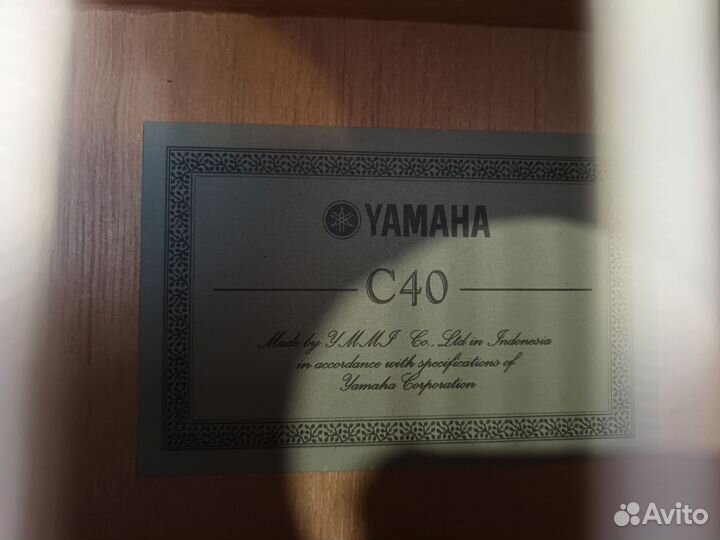 YAMAHA
C40
Made by YMMI Co., Ltd in Indonesia
in accordance with specifications of
Yamaha Corporation
Avito